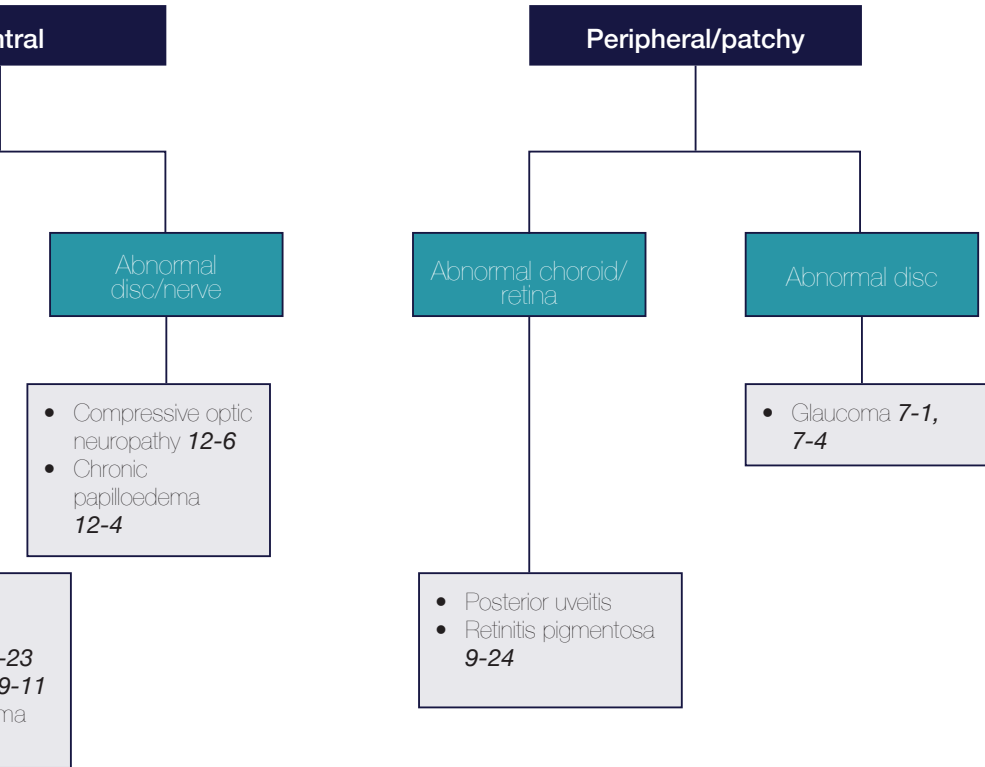 ntral
Peripheral/patchy
Abnormal
disc/nerve
Abnormal choroid/
retina
Abnormal disc
• Compressive optic
neuropathy 12-6
• Chronic
papilloedema
12-4
• Glaucoma 7-1,
7-4
• Posterior uveitis
• Retinitis pigmentosa
9-24
-23
9-11
ma